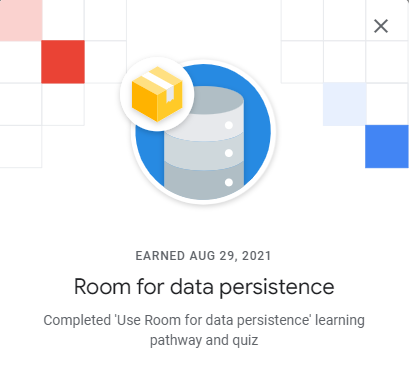 EARNED AUG 29, 2021
Room for data persistence
Completed 'Use Room for data persistence' learning
pathway and quiz